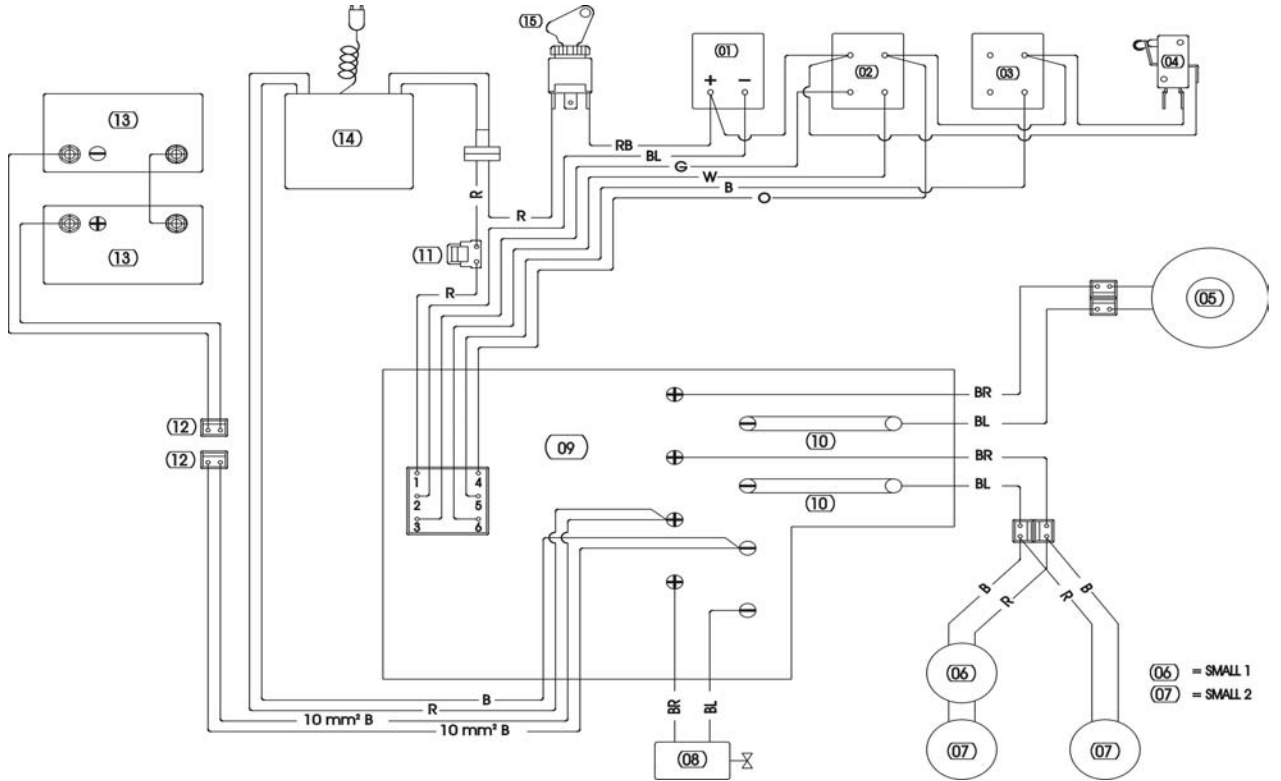 (15)
(01)
+ −
(02)
(03)
(04)
(13)
(14)
RB
BL
G
W
B
O
R
R
(13)
(11)
R
(05)
BR
(12)
BL
(09)
(10)
(12)
BR
1 4
BL
2 5
(10)
3 6
B
R
R
B
(06)
(06) = SMALL 1
B
(07) = SMALL 2
R
10 mm² B
10 mm² B
BR
BL
(08)
(07)
(07)